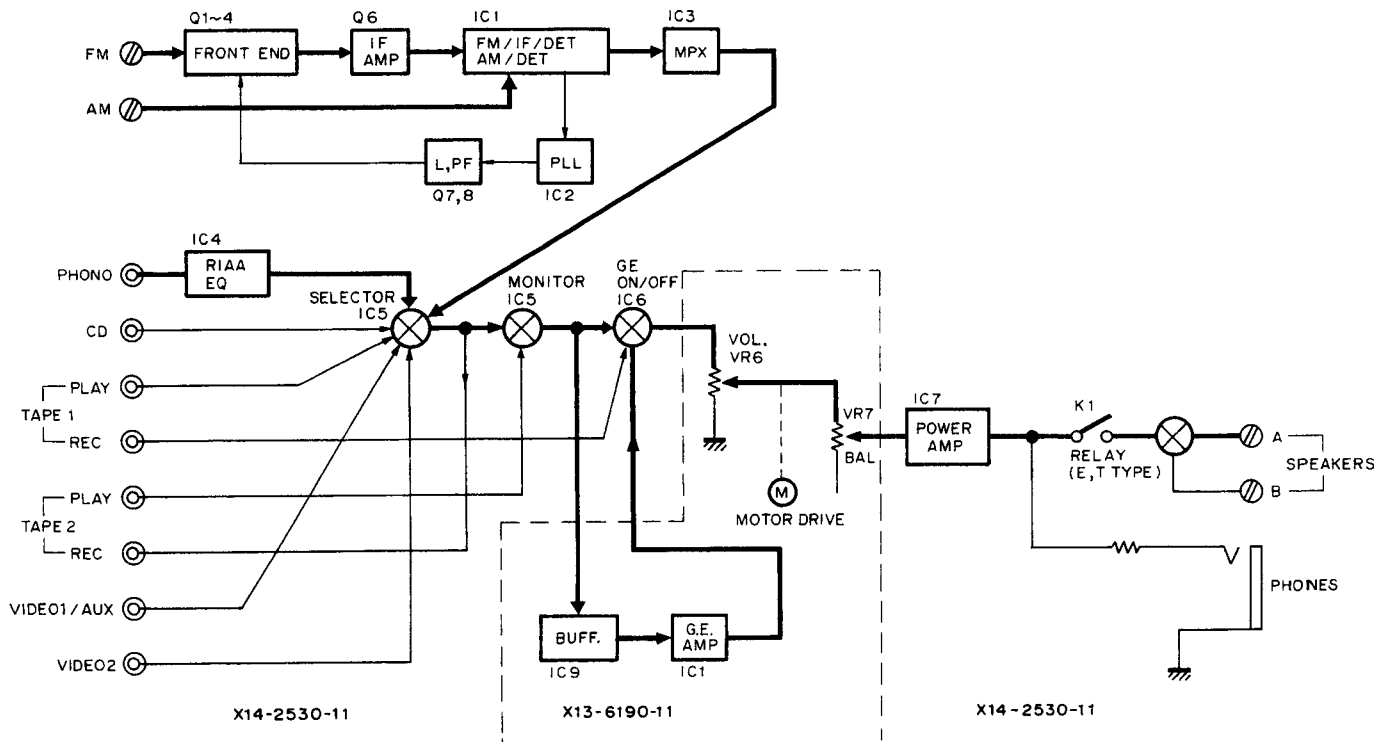 Q1~4
Q6
IC1
IC3
FM
FRONT END
IF
AMP
FM/IF/DET
AM/DET
MPX
AM
L,PF
PLL
Q7,8
IC2
IC4
PHONO
RIAA
EQ
SELECTOR
IC5
MONITOR
IC5
GE
ON/OFF
IC6
CD
VOL.
VR6
PLAY
TAPE 1
REC
VR7
BAL
IC7
POWER
AMP
K1
RELAY
(E,T TYPE)
A
SPEAKERS
B
PLAY
TAPE 2
REC
M
MOTOR DRIVE
PHONES
VIDEO1/AUX
BUFF.
G.E.
AMP
VIDEO2
IC9
IC1
X14-2530-11
X13-6190-11
X14-2530-11